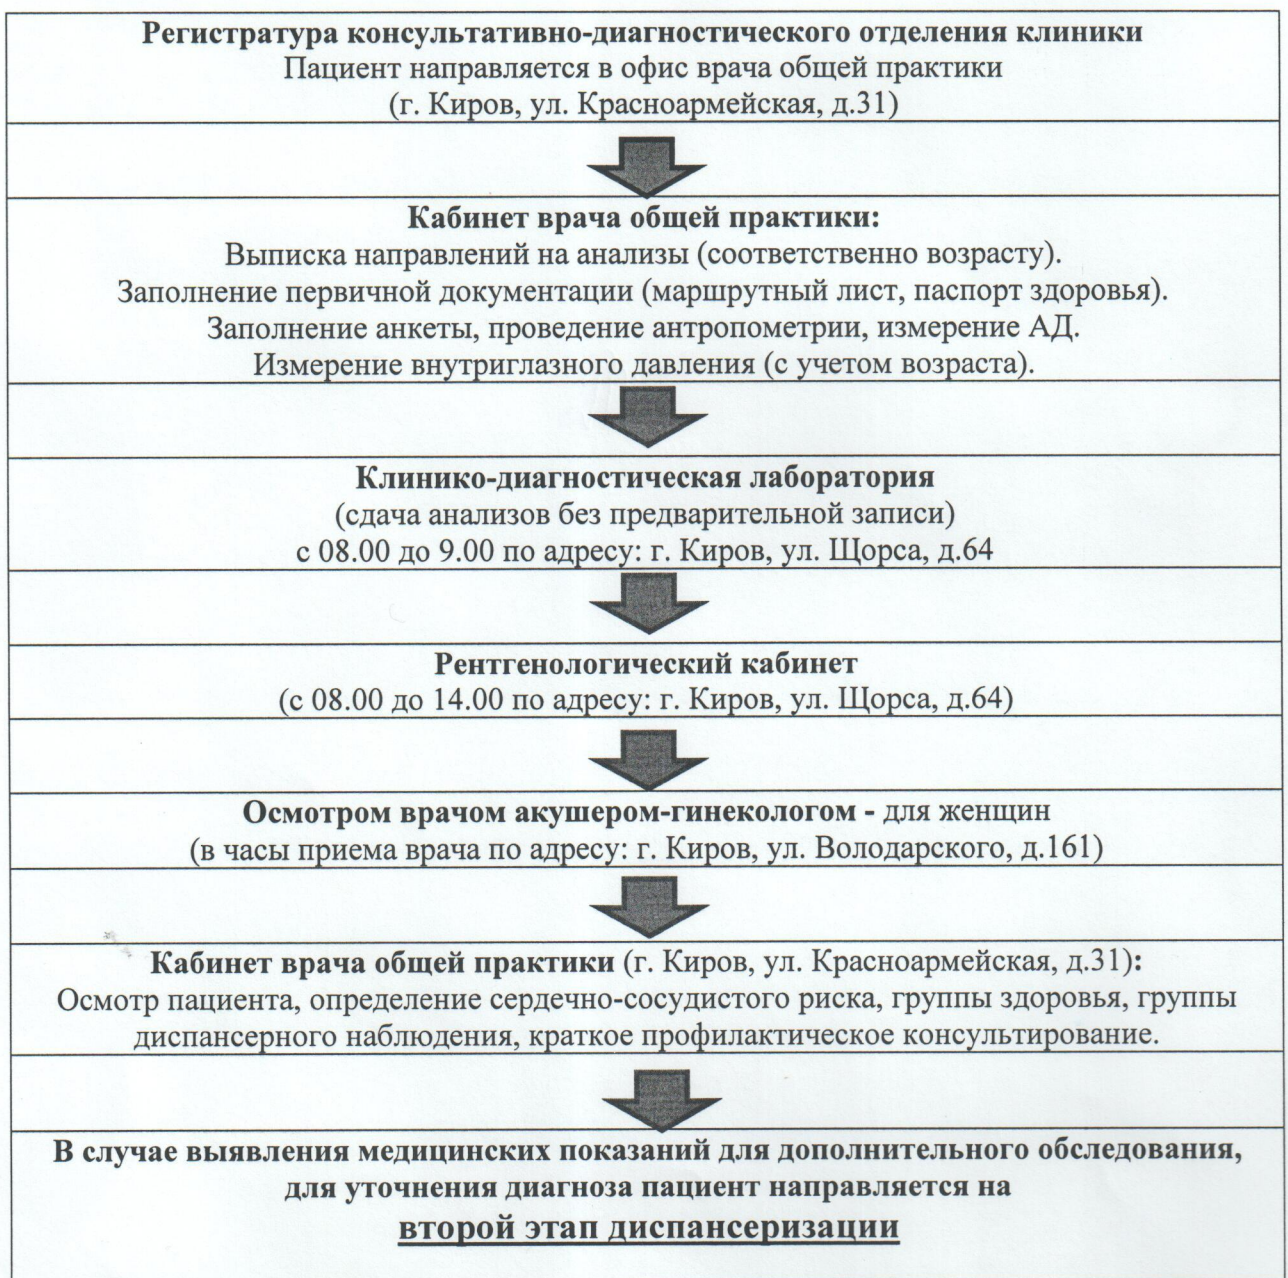 Регистратура консультативно-диагностического отделения клиники
Пациент направляется в офис врача общей практики
(г. Киров, ул. Красноармейская, д.31)
Кабинет врача общей практики:
Выписка направлений на анализы (соответственно возрасту).
Заполнение первичной документации (маршрутный лист, паспорт здоровья).
Заполнение анкеты, проведение антропометрии, измерение АД.
Измерение внутриглазного давления (с учетом возраста).
Клинико-диагностическая лаборатория
(сдача анализов без предварительной записи)
с 08.00 до 9.00 по адресу: г. Киров, ул. Щорса, д.64
Рентгенологический кабинет
(с 08.00 до 14.00 по адресу: г. Киров, ул. Щорса, д.64)
Осмотром врачом акушером-гинекологом - для женщин
(в часы приема врача по адресу: г. Киров, ул. Володарского, д.161)
Кабинет врача общей практики (г. Киров, ул. Красноармейская, д.31):
Осмотр пациента, определение сердечно-сосудистого риска, группы здоровья, группы
диспансерного наблюдения, краткое профилактическое консультирование.
В случае выявления медицинских показаний для дополнительного обследования,
для уточнения диагноза пациент направляется на
второй этап диспансеризации